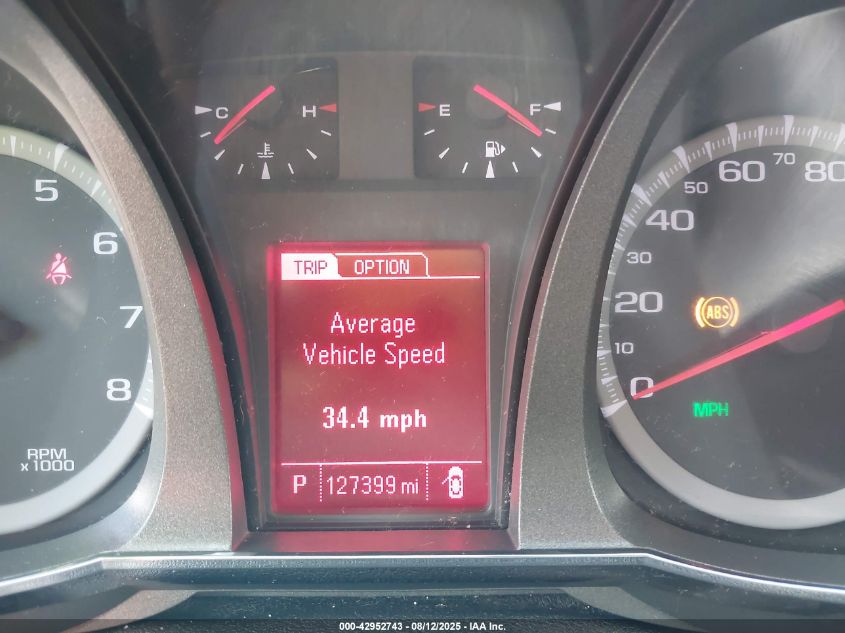 C H
E F
5
6
7
8
RPM
x1000
TRIP OPTION
Average
Vehicle Speed
34.4 mph
P 127399 mi
0
10
20
30
40
50
60
70
80
ABS
MPH
000-42952743 - 08/12/2025 - IAA Inc.